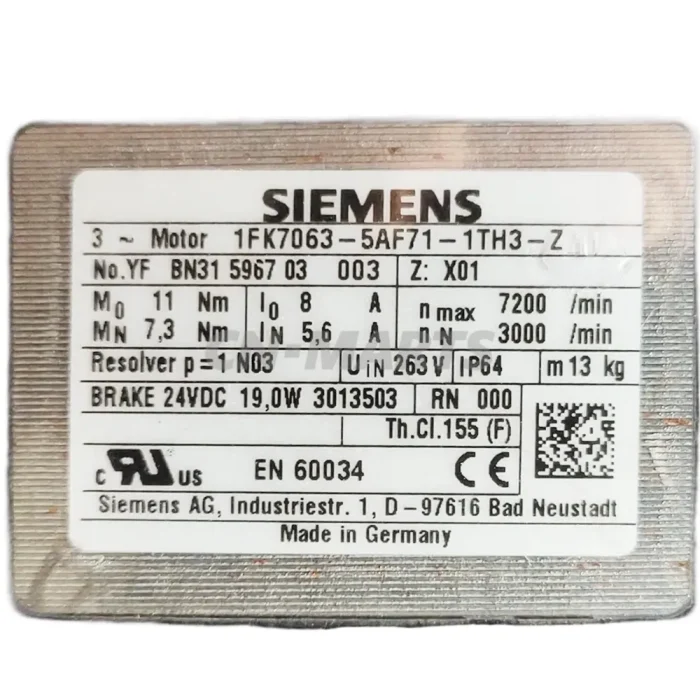 SIEMENS
3 ~ Motor 1FK7063-5AF71-1TH3-Z
No.YF BN31 5967 03 003 Z: X01
M0 11 Nm I0 8 A n max 7200 /min
MN 7,3 Nm IN 5,6 A n N 3000 /min
Resolver p=1 N03 UiN 263 V IP64 m 13 kg
BRAKE 24VDC 19,0W 3013503 RN 000
Th.Cl.155 (F)
c RU us EN 60034 CE
Siemens AG, Industriestr. 1, D-97616 Bad Neustadt
Made in Germany
CN-MARTS